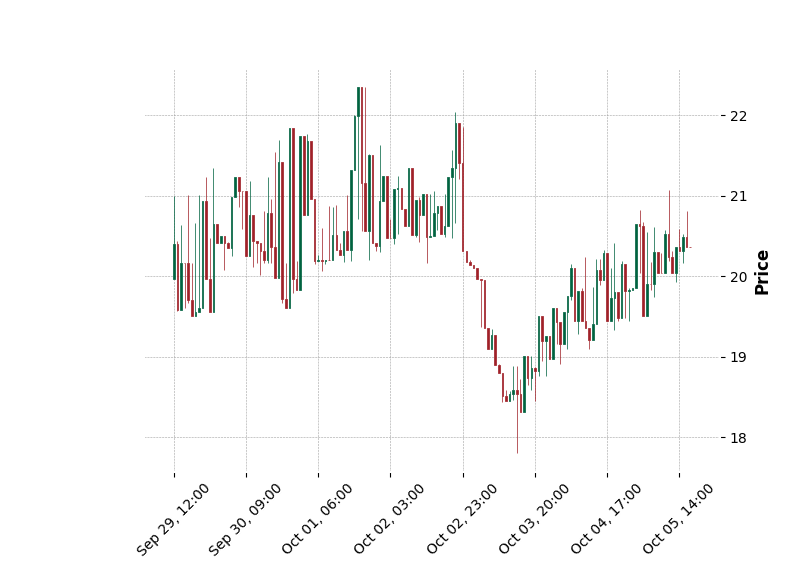 22
21
20
19
18
Price
Sep 29, 12:00
Sep 30, 09:00
Oct 01, 06:00
Oct 02, 03:00
Oct 02, 23:00
Oct 03, 20:00
Oct 04, 17:00
Oct 05, 14:00